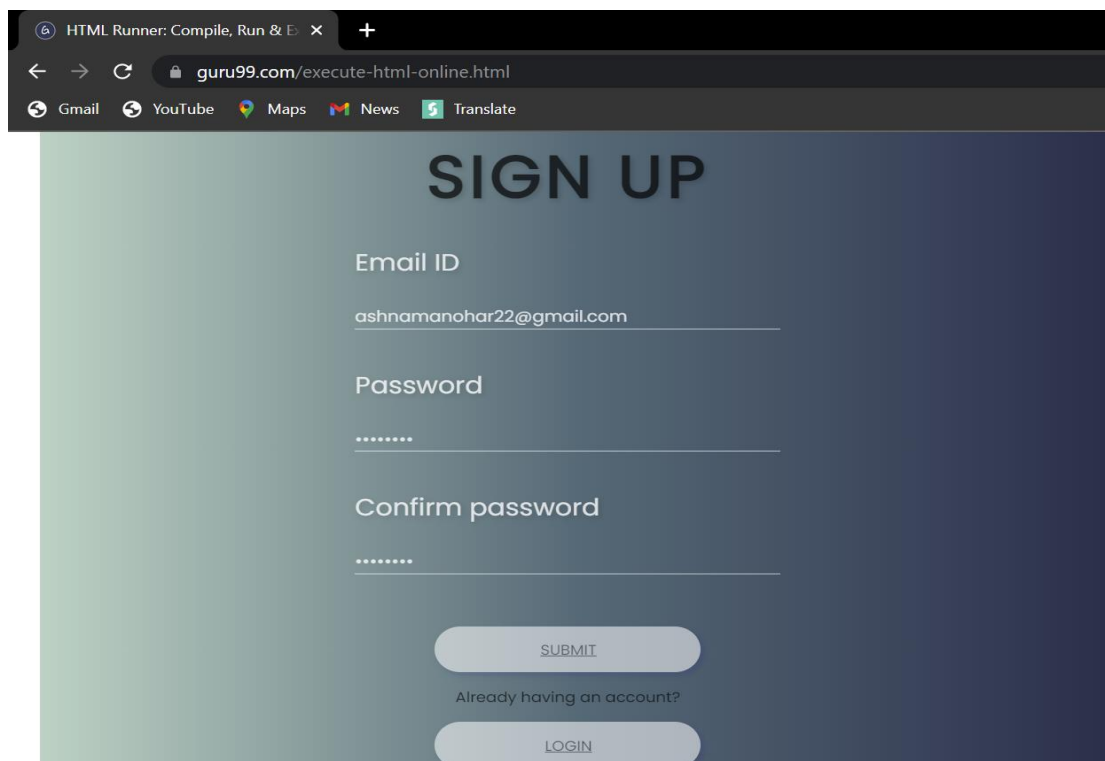 HTML Runner: Compile, Run & E
guru99.com/execute-html-online.html
Gmail YouTube Maps News Translate
SIGN UP
Email ID
ashnamanohar22@gmail.com
Password
••••••••
Confirm password
••••••••
SUBMIT
Already having an account?
LOGIN